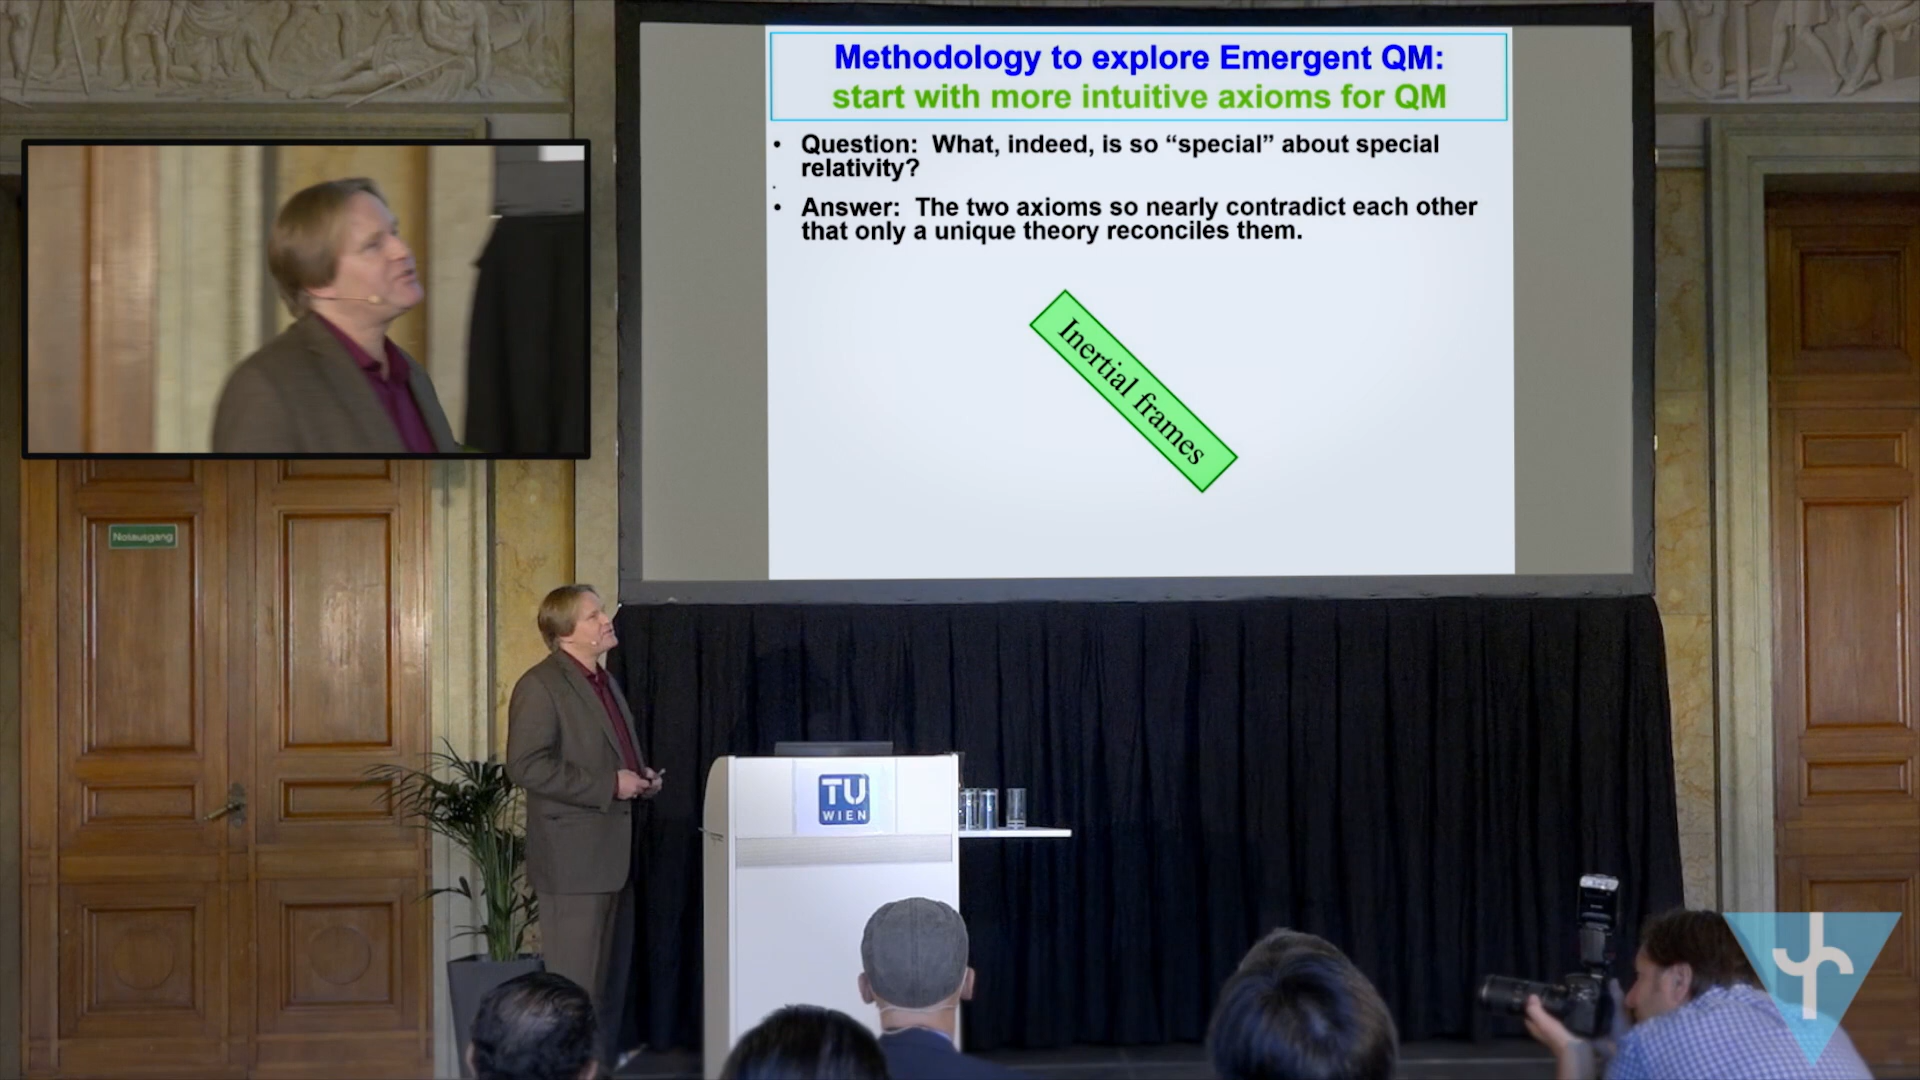 Methodology to explore Emergent QM:
start with more intuitive axioms for QM
• Question: What, indeed, is so “special” about special
relativity?
• Answer: The two axioms so nearly contradict each other
that only a unique theory reconciles them.
Inertial frames
Notausgang
TU
WIEN